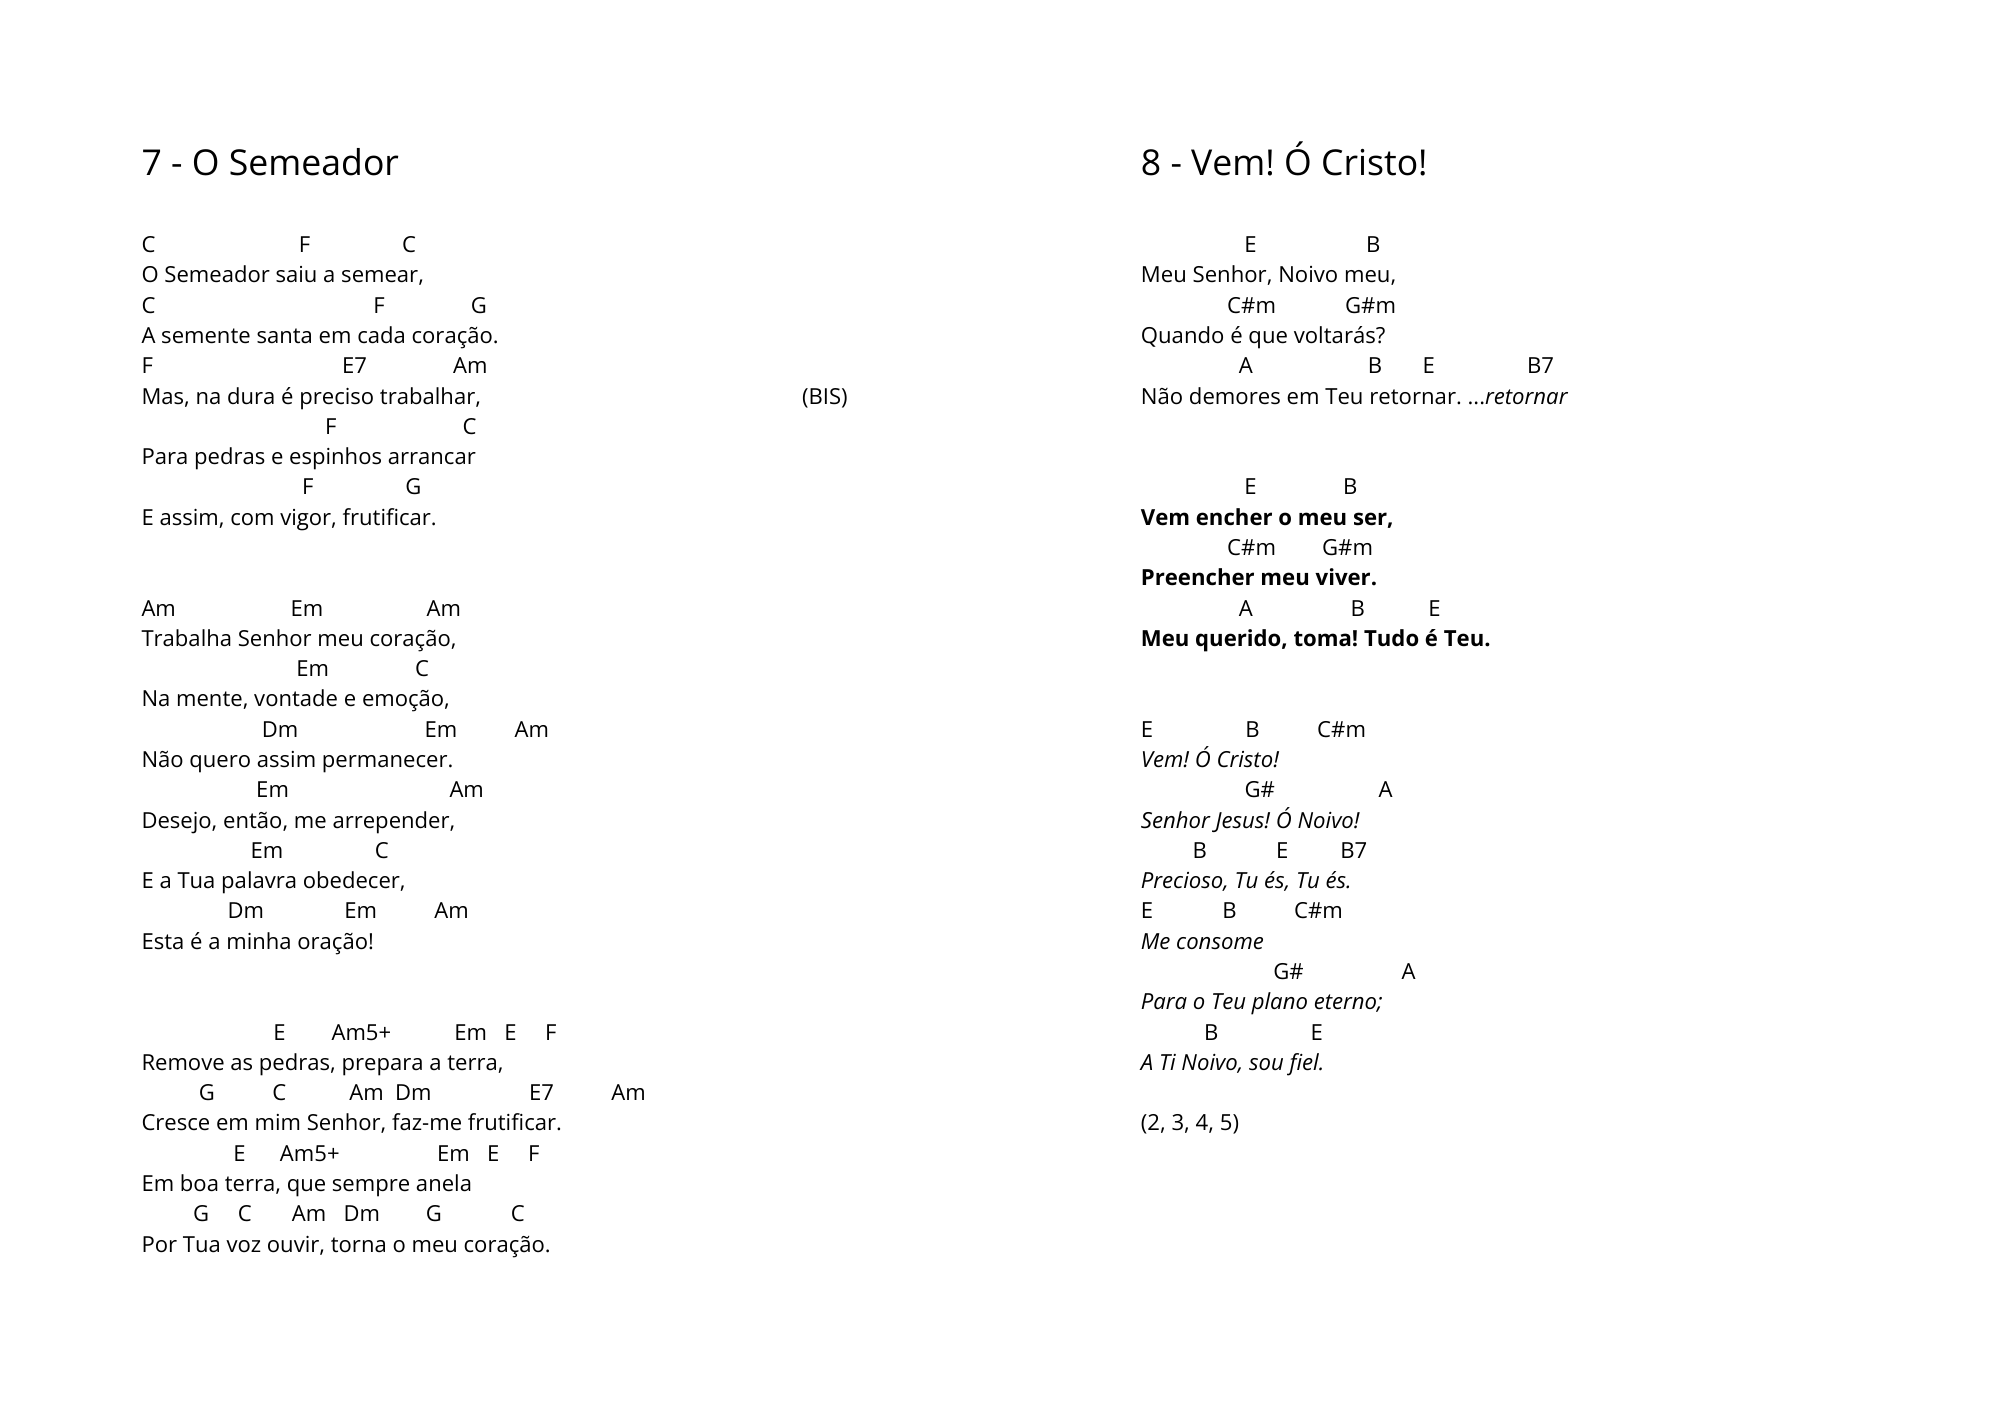 7 - O Semeador
C F C
O Semeador saiu a semear,
C F G
A semente santa em cada coração.
F E7 Am
Mas, na dura é preciso trabalhar, (BIS)
F C
Para pedras e espinhos arrancar
F G
E assim, com vigor, frutificar.
Am Em Am
Trabalha Senhor meu coração,
Em C
Na mente, vontade e emoção,
Dm Em Am
Não quero assim permanecer.
Em Am
Desejo, então, me arrepender,
Em C
E a Tua palavra obedecer,
Dm Em Am
Esta é a minha oração!
E Am5+ Em E F
Remove as pedras, prepara a terra,
G C Am Dm E7 Am
Cresce em mim Senhor, faz-me frutificar.
E Am5+ Em E F
Em boa terra, que sempre anela
G C Am Dm G C
Por Tua voz ouvir, torna o meu coração.
8 - Vem! Ó Cristo!
E B
Meu Senhor, Noivo meu,
C#m G#m
Quando é que voltarás?
A B E B7
Não demores em Teu retornar. ...retornar
E B
Vem encher o meu ser,
C#m G#m
Preencher meu viver.
A B E
Meu querido, toma! Tudo é Teu.
E B C#m
Vem! Ó Cristo!
G# A
Senhor Jesus! Ó Noivo!
B E B7
Precioso, Tu és, Tu és.
E B C#m
Me consome
G# A
Para o Teu plano eterno;
B E
A Ti Noivo, sou fiel.
(2, 3, 4, 5)